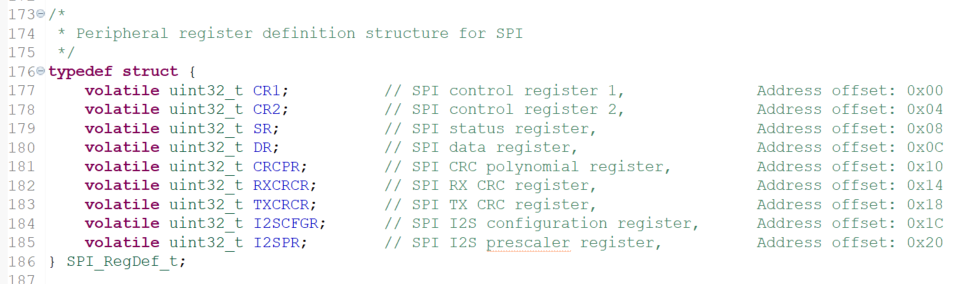 173 /*
174  * Peripheral register definition structure for SPI
175  */
176 typedef struct {
177     volatile uint32_t CR1;          // SPI control register 1,              Address offset: 0x00
178     volatile uint32_t CR2;          // SPI control register 2,              Address offset: 0x04
179     volatile uint32_t SR;           // SPI status register,                 Address offset: 0x08
180     volatile uint32_t DR;           // SPI data register,                   Address offset: 0x0C
181     volatile uint32_t CRCPR;        // SPI CRC polynomial register,         Address offset: 0x10
182     volatile uint32_t RXCRCR;       // SPI RX CRC register,                 Address offset: 0x14
183     volatile uint32_t TXCRCR;       // SPI TX CRC register,                 Address offset: 0x18
184     volatile uint32_t I2SCFGR;      // SPI I2S configuration register,      Address offset: 0x1C
185     volatile uint32_t I2SPR;        // SPI I2S prescaler register,          Address offset: 0x20
186 } SPI_RegDef_t;
187